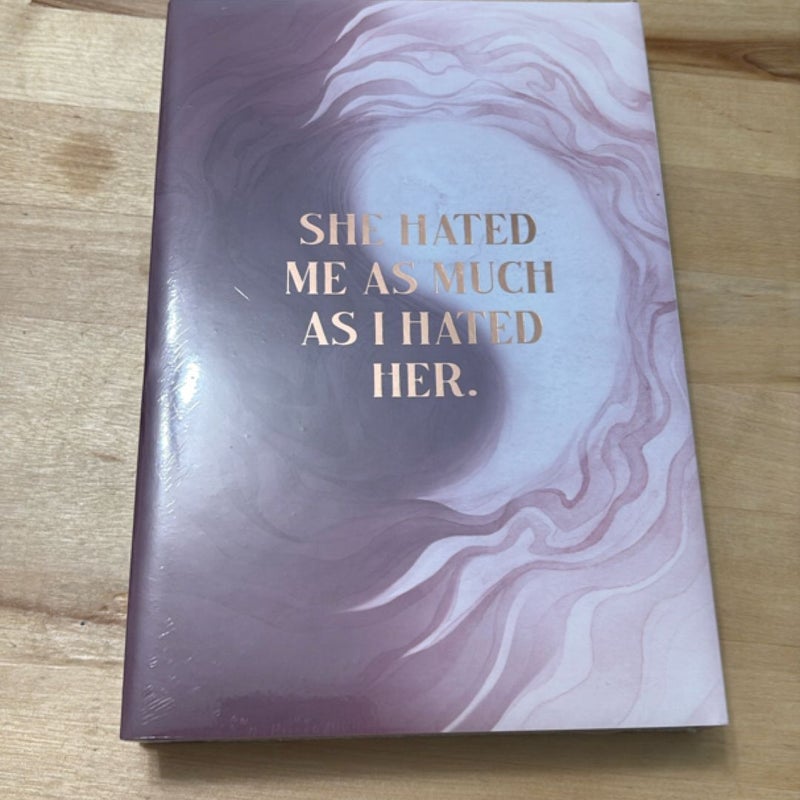 SHE HATED
ME AS MUCH
AS I HATED
HER.